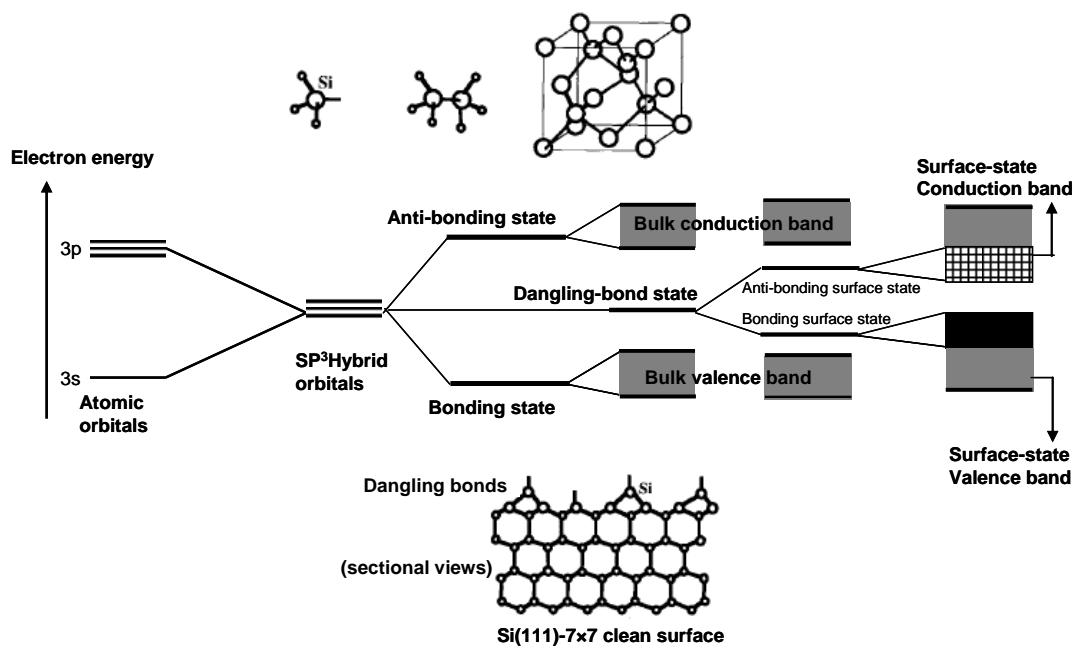 Si
Electron energy
3p
3s
Atomic
orbitals
SP³Hybrid
orbitals
Anti-bonding state
Bonding state
Bulk conduction band
Dangling-bond state
Bulk valence band
Anti-bonding surface state
Bonding surface state
Surface-state
Conduction band
Surface-state
Valence band
Dangling bonds
Si
(sectional views)
Si(111)-7×7 clean surface